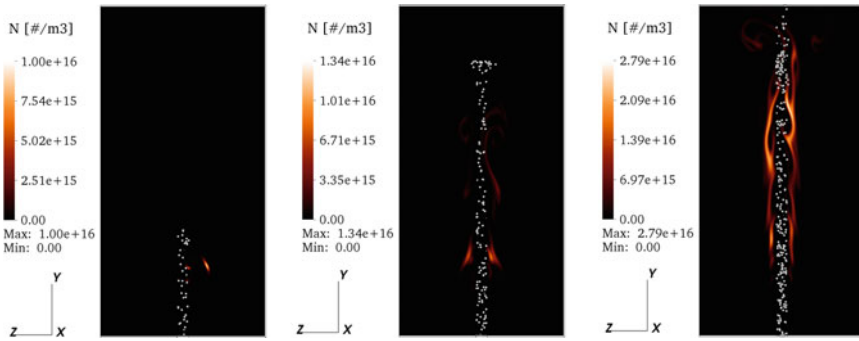 N [#/m3]
1.00e+16
7.54e+15
5.02e+15
2.51e+15
0.00
Max: 1.00e+16
Min: 0.00
Y
Z
X
N [#/m3]
1.34e+16
1.01e+16
6.71e+15
3.35e+15
0.00
Max: 1.34e+16
Min: 0.00
Y
Z
X
N [#/m3]
2.79e+16
2.09e+16
1.39e+16
6.97e+15
0.00
Max: 2.79e+16
Min: 0.00
Y
Z
X